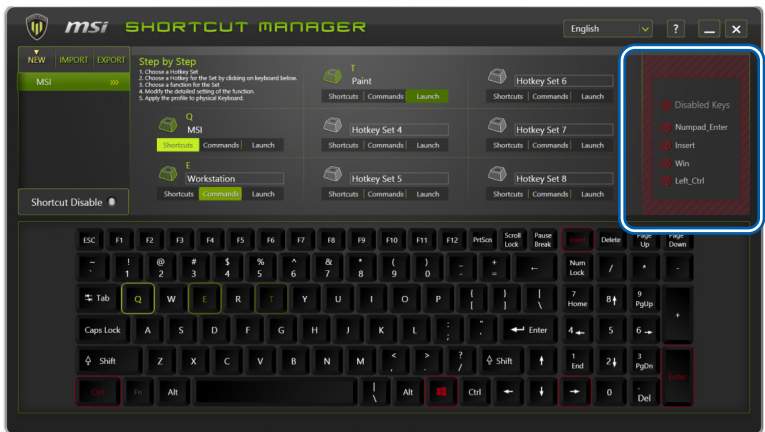 msi SHORTCUT MANAGER
English
?
NEW IMPORT EXPORT
MSI >>>
Shortcut Disable
Step by Step
1. Choose a Hotkey Set
2. Choose a Hotkey for the Set by clicking on keyboard below.
3. Choose a function for the Set
4. Modify the detailed setting of the function.
5. Apply the profile to physical Keyboard.
T
Paint
Shortcuts Commands Launch
Hotkey Set 6
Shortcuts Commands Launch
Q
MSI
Shortcuts Commands Launch
Hotkey Set 4
Shortcuts Commands Launch
Hotkey Set 7
Shortcuts Commands Launch
E
Workstation
Shortcuts Commands Launch
Hotkey Set 5
Shortcuts Commands Launch
Hotkey Set 8
Shortcuts Commands Launch
Disabled Keys
Numpad_Enter
Insert
Win
Left_Ctrl
ESC F1 F2 F3 F4 F5 F6 F7 F8 F9 F10 F11 F12 PrtScn Scroll Lock Pause Break Insert Delete Page Up Page Down
~ ` ! 1 @ 2 # 3 $ 4 % 5 ^ 6 & 7 * 8 ( 9 ) 0 _ - + = ← Num Lock / * -
Tab Q W E R T Y U I O P { [ } ] | \ 7 Home 8 9 PgUp +
Caps Lock A S D F G H J K L : ; " ' Enter 4 5 6
Shift Z X C V B N M < , > . ? / Shift 1 End 2 3 PgDn Enter
Ctrl Fn Alt | \ Alt Ctrl 0 . Del